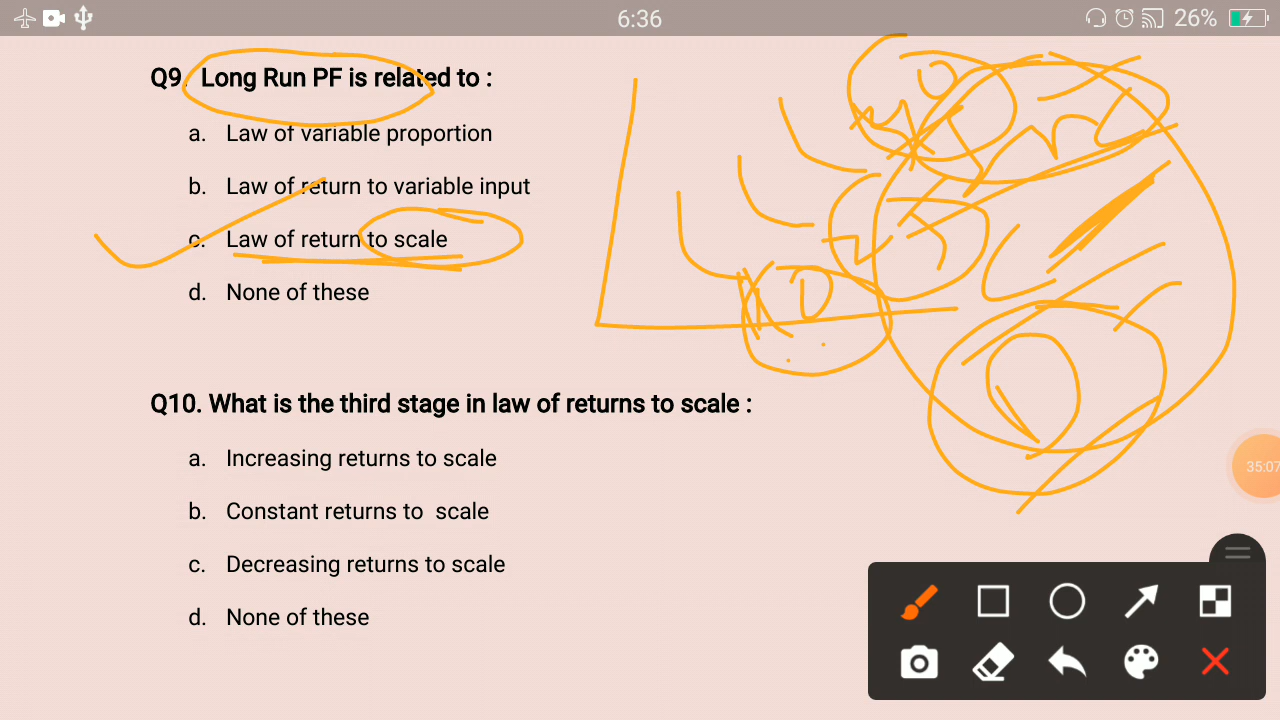 6:36
26%
Q9. Long Run PF is related to :
a. Law of variable proportion
b. Law of return to variable input
c. Law of return to scale
d. None of these
Q10. What is the third stage in law of returns to scale :
a. Increasing returns to scale
b. Constant returns to scale
c. Decreasing returns to scale
d. None of these
35:07